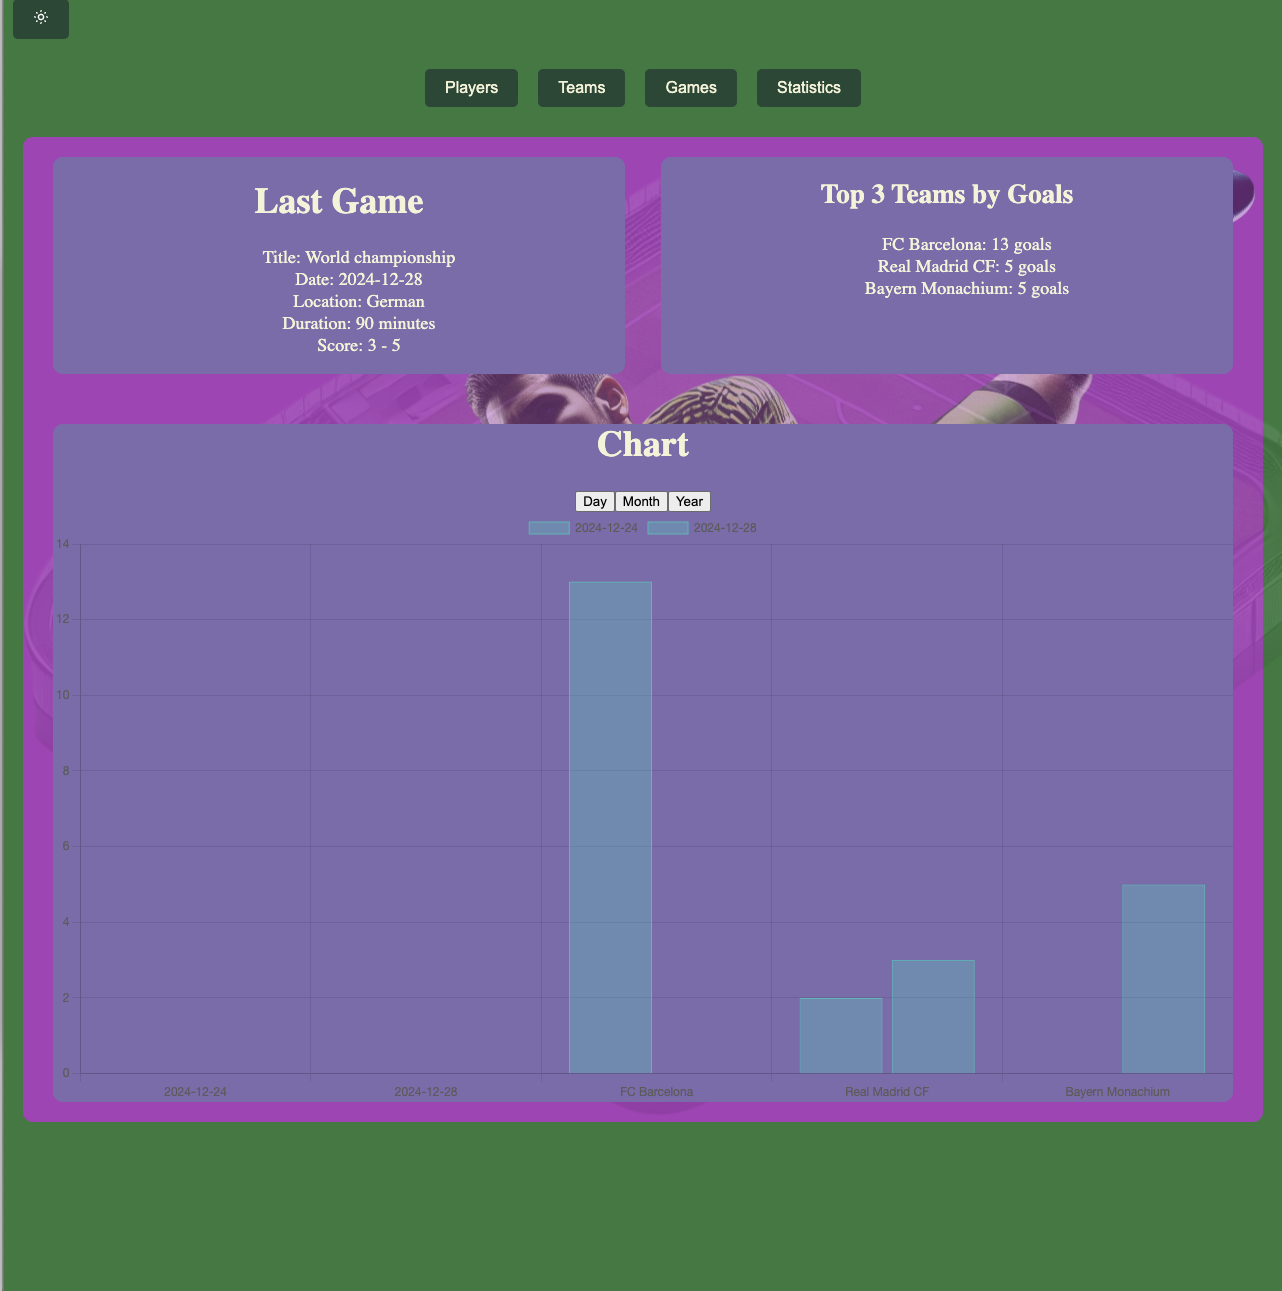 Players
Teams
Games
Statistics
Last Game
Title: World championship
Date: 2024-12-28
Location: German
Duration: 90 minutes
Score: 3 - 5
Top 3 Teams by Goals
FC Barcelona: 13 goals
Real Madrid CF: 5 goals
Bayern Monachium: 5 goals
Chart
Day Month Year
2024-12-24 2024-12-28
14
12
10
8
6
4
2
0
2024-12-24 2024-12-28 FC Barcelona Real Madrid CF Bayern Monachium